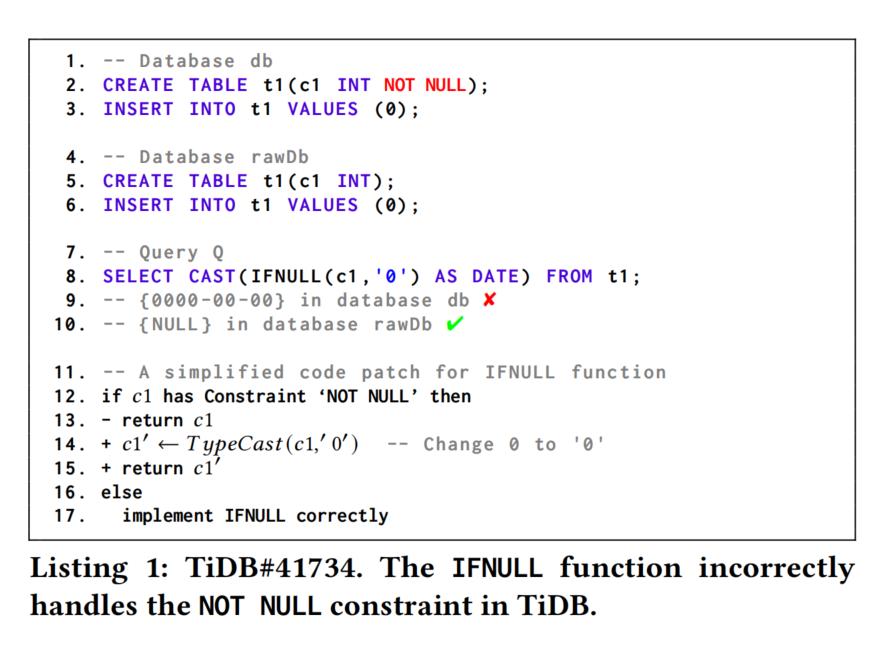 1. -- Database db
2. CREATE TABLE t1(c1 INT NOT NULL);
3. INSERT INTO t1 VALUES (0);
4. -- Database rawDb
5. CREATE TABLE t1(c1 INT);
6. INSERT INTO t1 VALUES (0);
7. -- Query Q
8. SELECT CAST(IFNULL(c1,'0') AS DATE) FROM t1;
9. -- {0000-00-00} in database db ✘
10. -- {NULL} in database rawDb ✔
11. -- A simplified code patch for IFNULL function
12. if c1 has Constraint ‘NOT NULL’ then
13. - return c1
14. + c1′ ← TypeCast(c1,′ 0′) -- Change 0 to '0'
15. + return c1′
16. else
17. implement IFNULL correctly
Listing 1: TiDB#41734. The IFNULL function incorrectly
handles the NOT NULL constraint in TiDB.